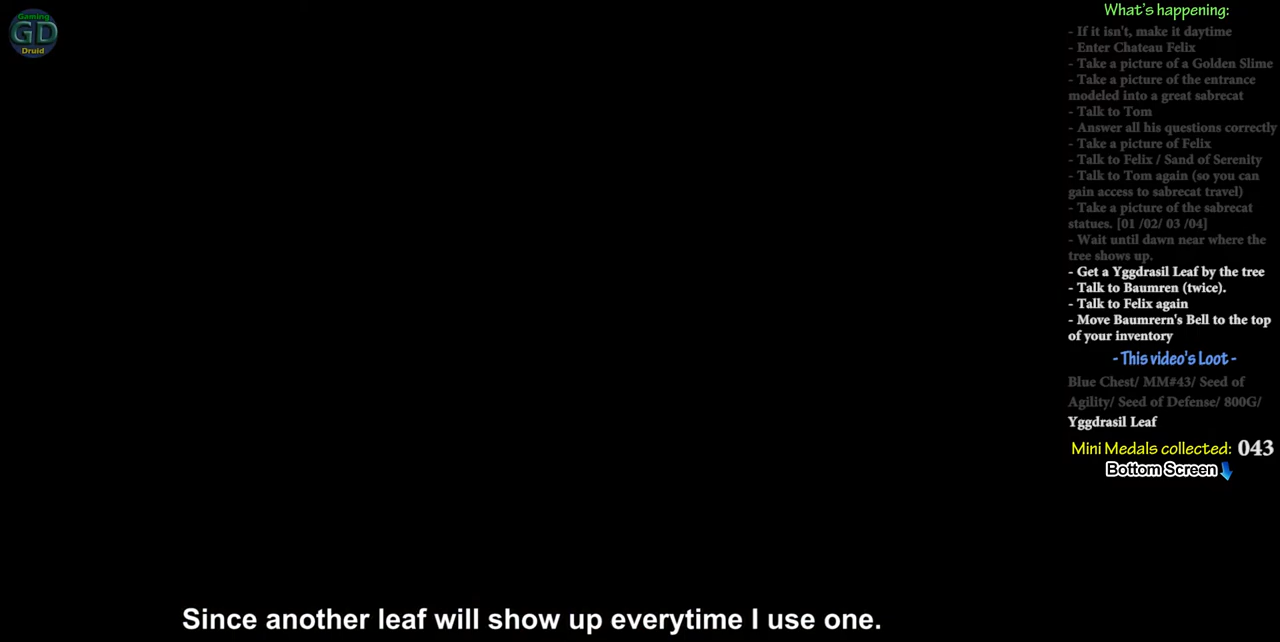 Gaming
GD
Druid
What's happening:
- If it isn't, make it daytime
- Enter Chateau Felix
- Take a picture of a Golden Slime
- Take a picture of the entrance
modeled into a great sabrecat
- Talk to Tom
- Answer all his questions correctly
- Take a picture of Felix
- Talk to Felix / Sand of Serenity
- Talk to Tom again (so you can
gain access to sabrecat travel)
- Take a picture of the sabrecat
statues. [01 /02/ 03 /04]
- Wait until dawn near where the
tree shows up.
- Get a Yggdrasil Leaf by the tree
- Talk to Baumren (twice).
- Talk to Felix again
- Move Baumrern's Bell to the top
of your inventory
- This video's Loot -
Blue Chest/ MM#43/ Seed of
Agility/ Seed of Defense/ 800G/
Yggdrasil Leaf
Mini Medals collected: 043
Bottom Screen
Since another leaf will show up everytime I use one.